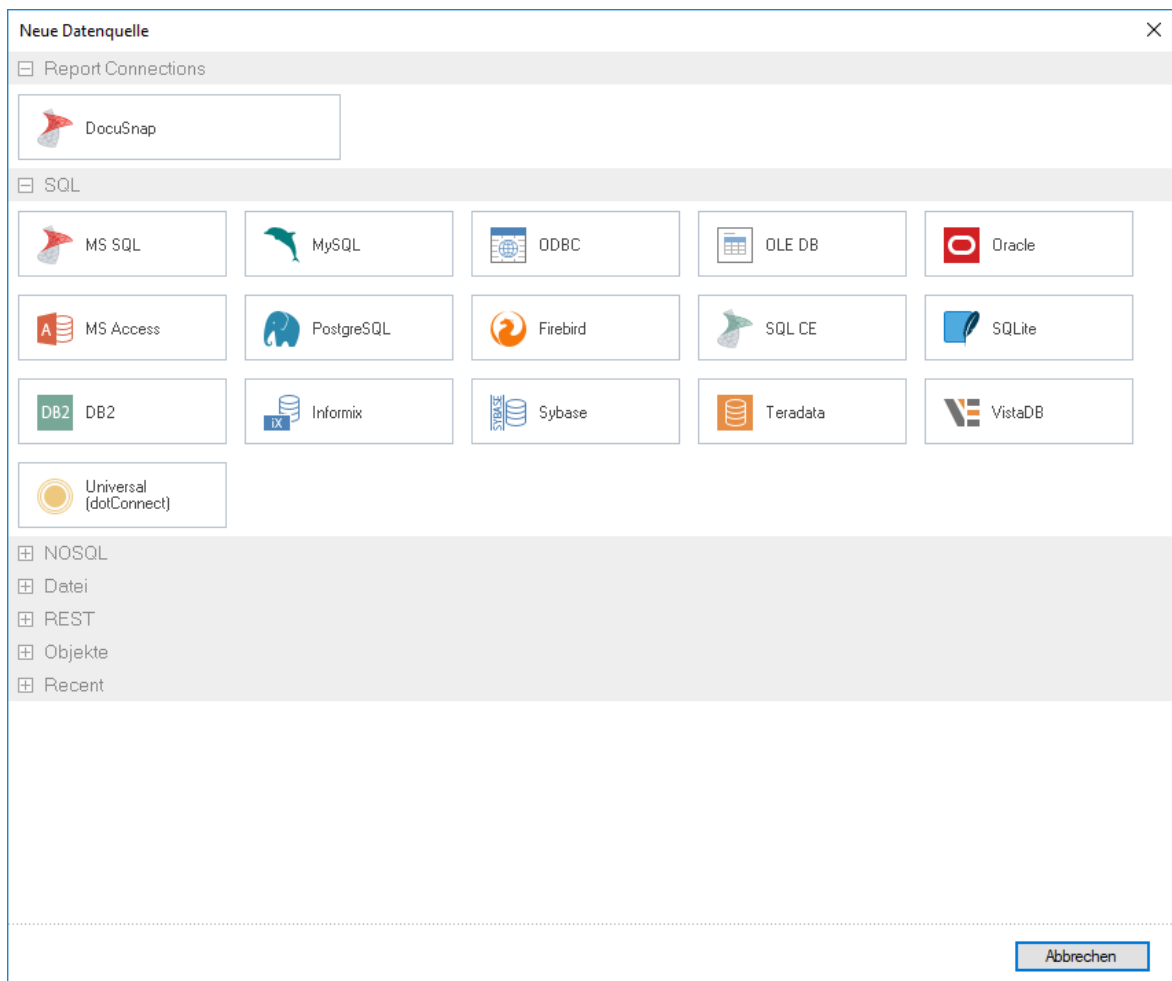 Neue Datenquelle
Report Connections
DocuSnap
SQL
MS SQL
MySQL
ODBC
OLE DB
Oracle
A
MS Access
PostgreSQL
Firebird
SQL CE
SQLite
DB2
DB2
iX
Informix
SYBASE
Sybase
Teradata
VistaDB
Universal
(dotConnect)
NOSQL
Datei
REST
Objekte
Recent
Abbrechen